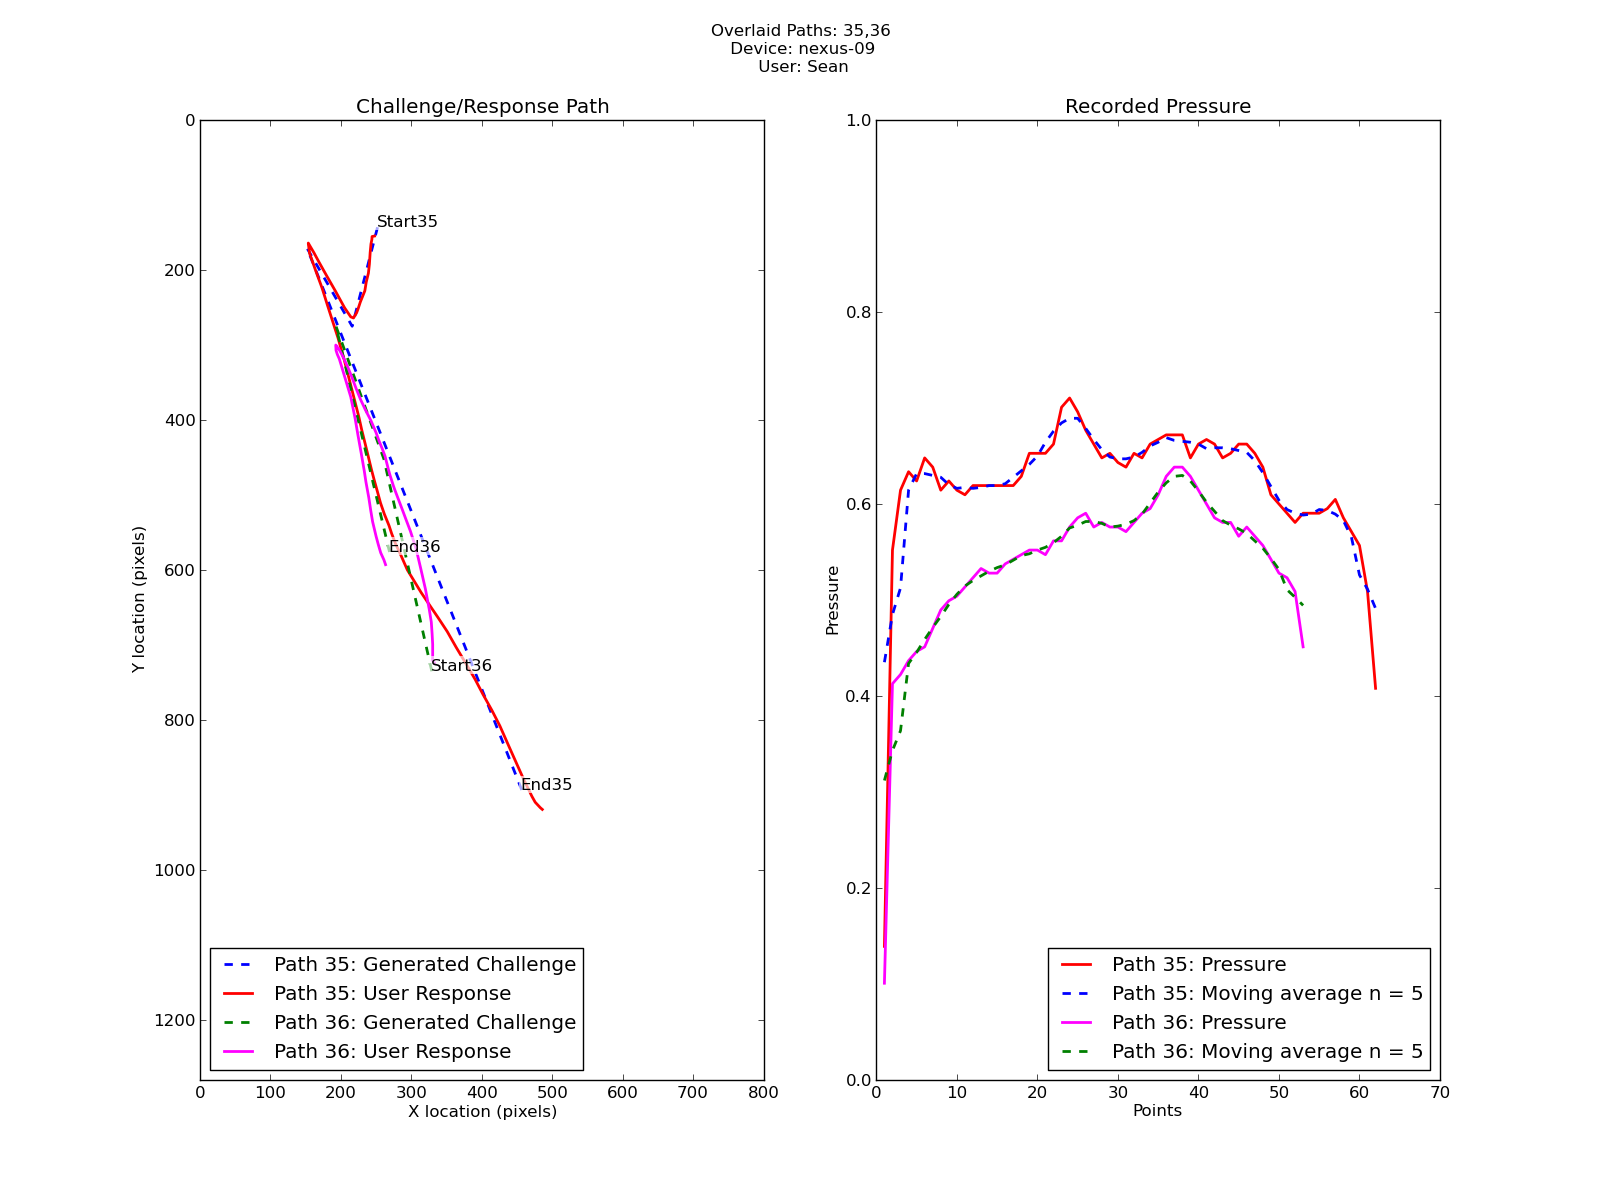 Overlaid Paths: 35,36
Device: nexus-09
User: Sean
Challenge/Response Path
0
200
400
600
800
1000
1200
Y location (pixels)
Start35
End36
Start36
End35
Path 35: Generated Challenge
Path 35: User Response
Path 36: Generated Challenge
Path 36: User Response
0 100 200 300 400 500 600 700 800
X location (pixels)
Recorded Pressure
1.0
0.8
0.6
0.4
0.2
0.0
Pressure
Path 35: Pressure
Path 35: Moving average n = 5
Path 36: Pressure
Path 36: Moving average n = 5
0 10 20 30 40 50 60 70
Points